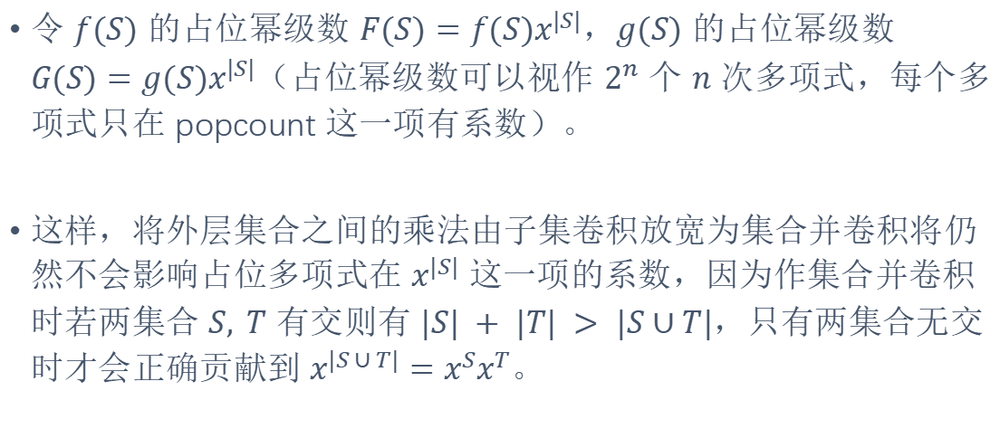 • 令 f(S) 的占位幂级数 F(S) = f(S)x^{|S|}，g(S) 的占位幂级数
G(S) = g(S)x^{|S|}（占位幂级数可以视作 2^n 个 n 次多项式，每个多
项式只在 popcount 这一项有系数）。
• 这样，将外层集合之间的乘法由子集卷积放宽为集合并卷积将仍
然不会影响占位多项式在 x^{|S|} 这一项的系数，因为作集合并卷积
时若两集合 S, T 有交则有 |S| + |T| > |S ∪ T|，只有两集合无交
时才会正确贡献到 x^{|S∪T|} = x^S x^T。